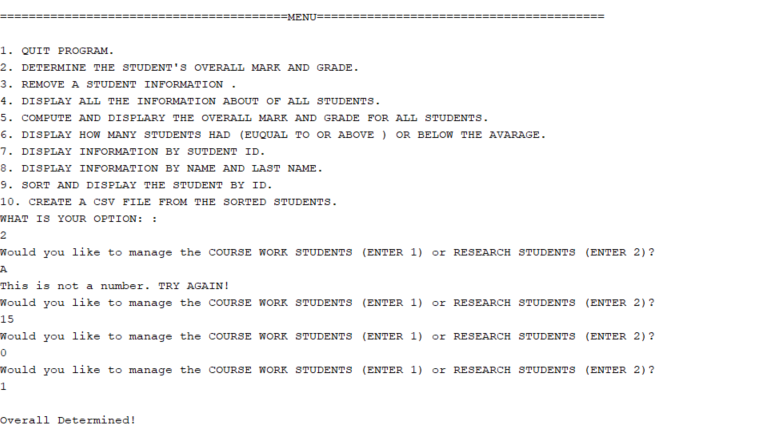 ========================================MENU========================================
1. QUIT PROGRAM.
2. DETERMINE THE STUDENT'S OVERALL MARK AND GRADE.
3. REMOVE A STUDENT INFORMATION .
4. DISPLAY ALL THE INFORMATION ABOUT OF ALL STUDENTS.
5. COMPUTE AND DISPLARY THE OVERALL MARK AND GRADE FOR ALL STUDENTS.
6. DISPLAY HOW MANY STUDENTS HAD (EUQUAL TO OR ABOVE ) OR BELOW THE AVARAGE.
7. DISPLAY INFORMATION BY SUTDENT ID.
8. DISPLAY INFORMATION BY NAME AND LAST NAME.
9. SORT AND DISPLAY THE STUDENT BY ID.
10. CREATE A CSV FILE FROM THE SORTED STUDENTS.
WHAT IS YOUR OPTION: :
2
Would you like to manage the COURSE WORK STUDENTS (ENTER 1) or RESEARCH STUDENTS (ENTER 2)?
A
This is not a number. TRY AGAIN!
Would you like to manage the COURSE WORK STUDENTS (ENTER 1) or RESEARCH STUDENTS (ENTER 2)?
15
Would you like to manage the COURSE WORK STUDENTS (ENTER 1) or RESEARCH STUDENTS (ENTER 2)?
0
Would you like to manage the COURSE WORK STUDENTS (ENTER 1) or RESEARCH STUDENTS (ENTER 2)?
1
Overall Determined!